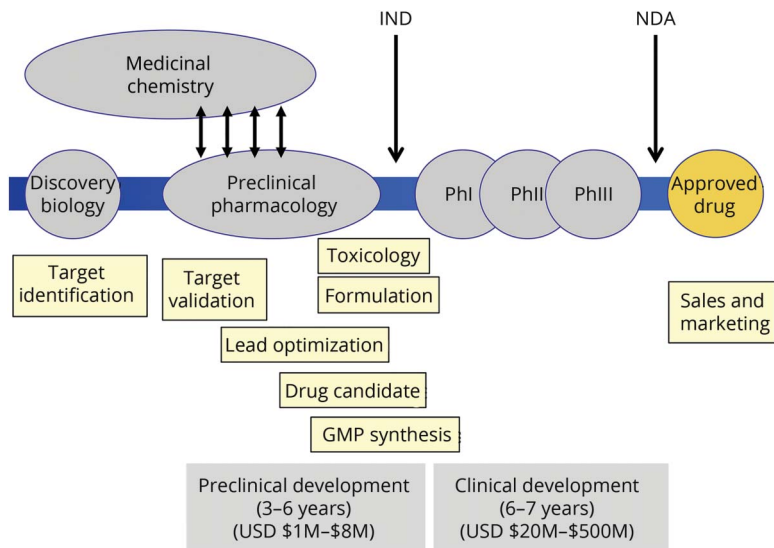 IND
NDA
Medicinal
chemistry
Discovery
biology
Preclinical
pharmacology
PhI
PhII
PhIII
Approved
drug
Target
identification
Target
validation
Toxicology
Formulation
Sales and
marketing
Lead optimization
Drug candidate
GMP synthesis
Preclinical development
(3–6 years)
(USD $1M–$8M)
Clinical development
(6–7 years)
(USD $20M–$500M)